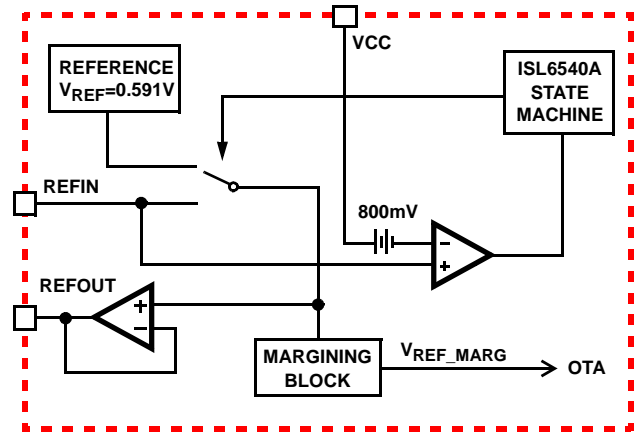 VCC
REFERENCE
VREF=0.591V
ISL6540A
STATE
MACHINE
REFIN
800mV
–
+
REFOUT
+
–
MARGINING
BLOCK
VREF_MARG
OTA